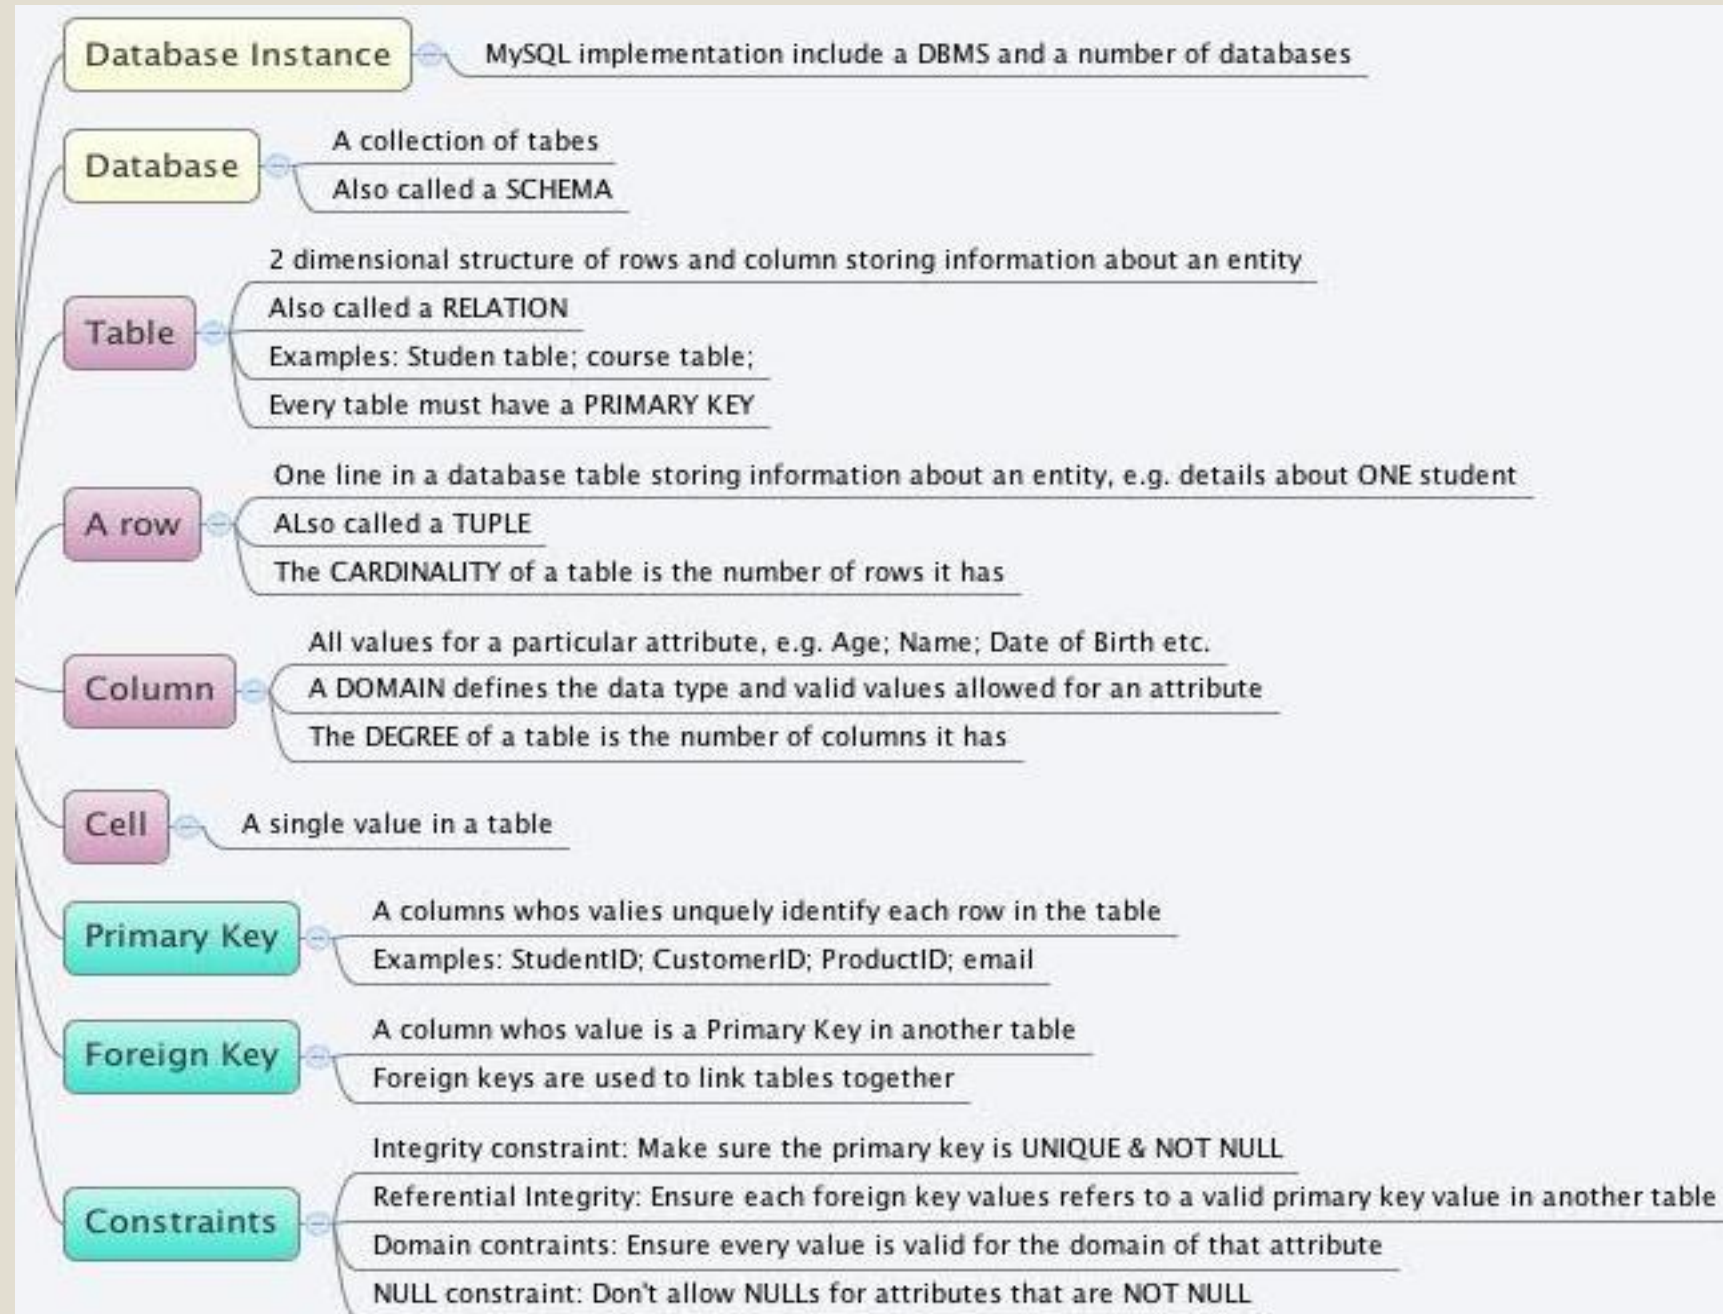 Database Instance
MySQL implementation include a DBMS and a number of databases
Database
A collection of tabes
Also called a SCHEMA
Table
2 dimensional structure of rows and column storing information about an entity
Also called a RELATION
Examples: Studen table; course table;
Every table must have a PRIMARY KEY
A row
One line in a database table storing information about an entity, e.g. details about ONE student
ALso called a TUPLE
The CARDINALITY of a table is the number of rows it has
Column
All values for a particular attribute, e.g. Age; Name; Date of Birth etc.
A DOMAIN defines the data type and valid values allowed for an attribute
The DEGREE of a table is the number of columns it has
Cell
A single value in a table
Primary Key
A columns whos valies unquely identify each row in the table
Examples: StudentID; CustomerID; ProductID; email
Foreign Key
A column whos value is a Primary Key in another table
Foreign keys are used to link tables together
Constraints
Integrity constraint: Make sure the primary key is UNIQUE & NOT NULL
Referential Integrity: Ensure each foreign key values refers to a valid primary key value in another table
Domain contraints: Ensure every value is valid for the domain of that attribute
NULL constraint: Don't allow NULLs for attributes that are NOT NULL